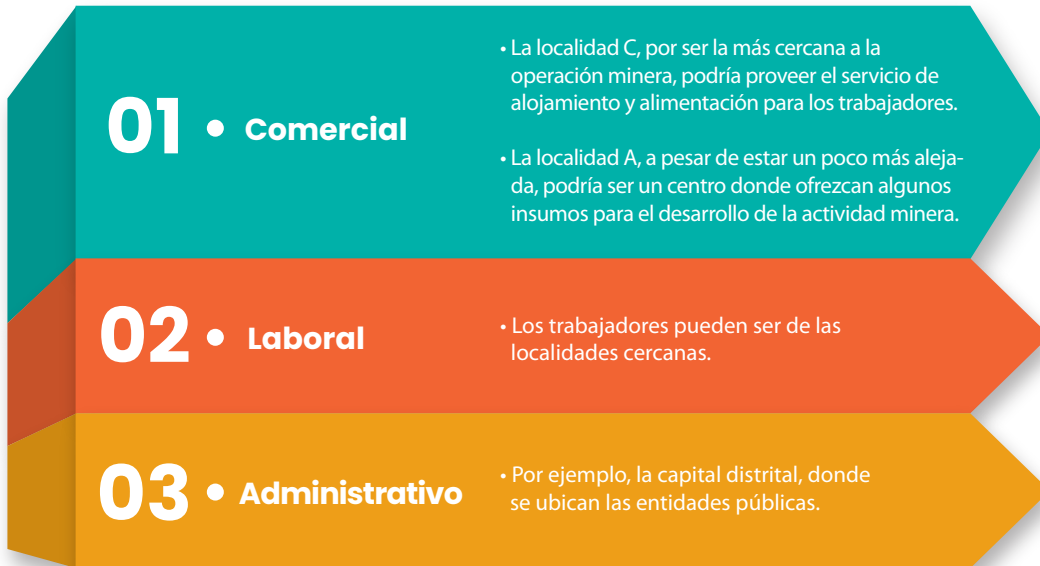 01 • Comercial
• La localidad C, por ser la más cercana a la
operación minera, podría proveer el servicio de
alojamiento y alimentación para los trabajadores.
• La localidad A, a pesar de estar un poco más aleja-
da, podría ser un centro donde ofrezcan algunos
insumos para el desarrollo de la actividad minera.
02 • Laboral
• Los trabajadores pueden ser de las
localidades cercanas.
03 • Administrativo
• Por ejemplo, la capital distrital, donde
se ubican las entidades públicas.